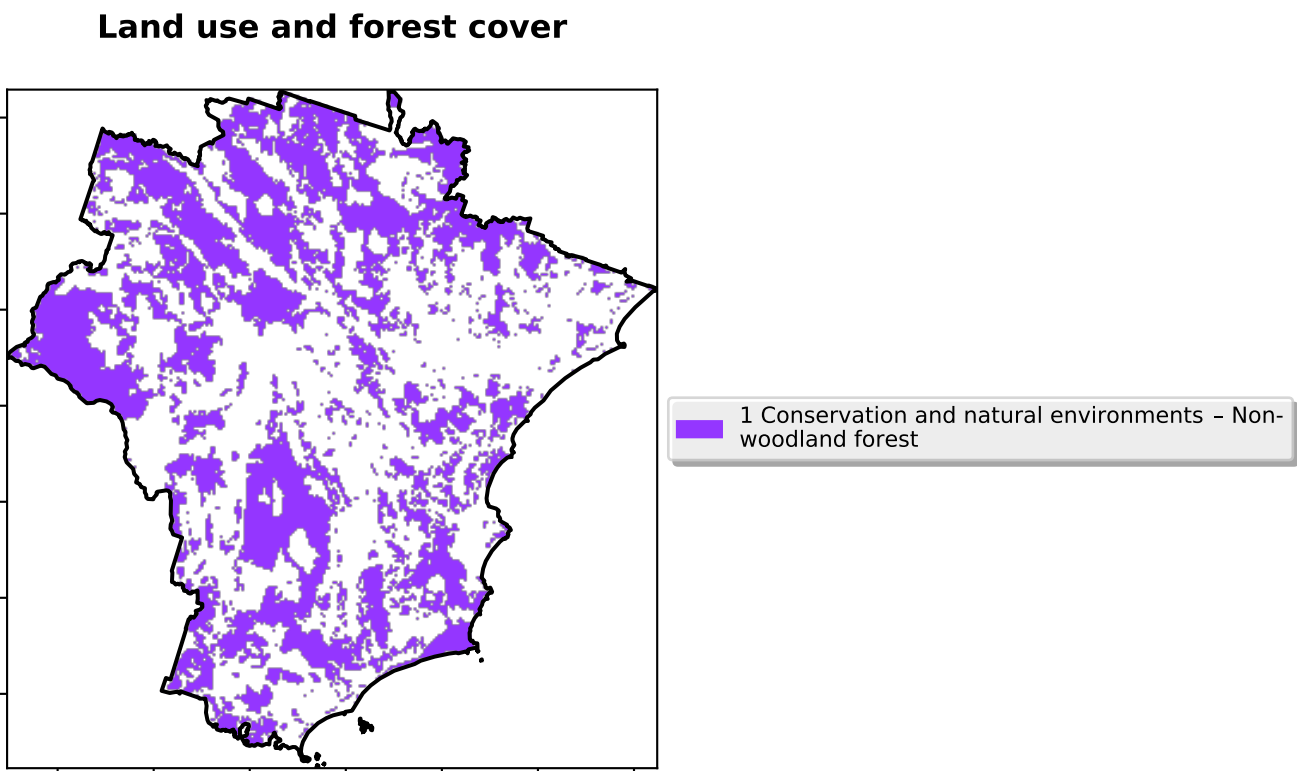 Land use and forest cover
1 Conservation and natural environments – Non-
woodland forest